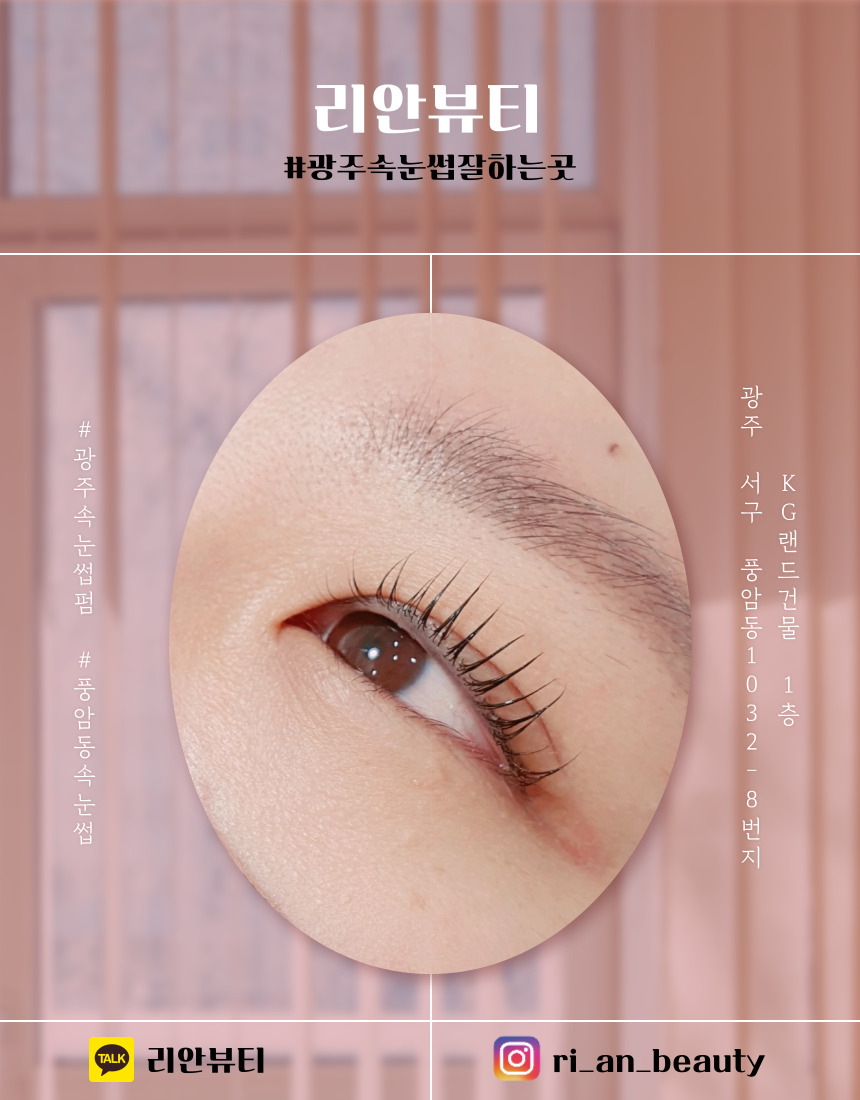 리안뷰티
#광주속눈썹잘하는곳
#광주속눈썹펌 #풍암동속눈썹
광주 서구 풍암동1032-8번지
KG랜드건물 1층
TALK
리안뷰티
ri_an_beauty